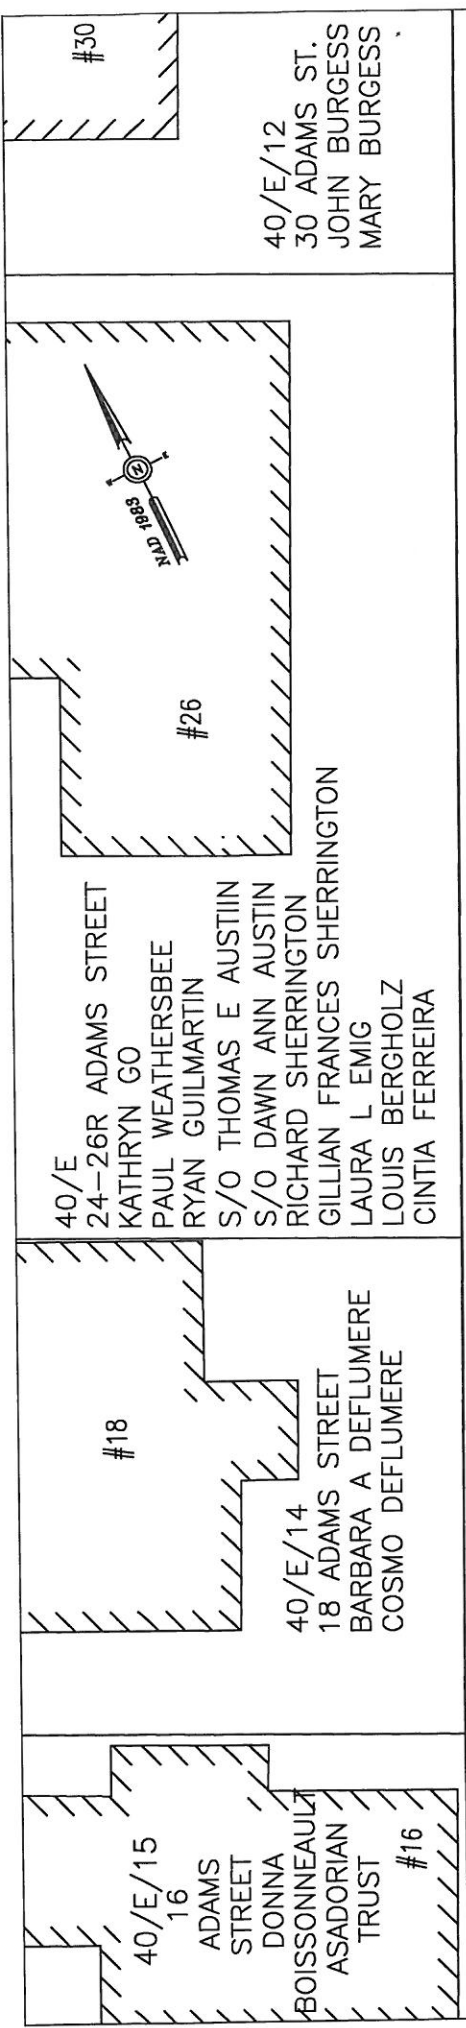 40/E/15
16
ADAMS
STREET
DONNA
BOISSONNEAULT
ASADORIAN
TRUST
#16
#18
40/E/14
18 ADAMS STREET
BARBARA A DEFLUMERE
COSMO DEFLUMERE
40/E
24-26R ADAMS STREET
KATHRYN GO
PAUL WEATHERSBEE
RYAN GUILMARTIN
S/O THOMAS E AUSTIIN
S/O DAWN ANN AUSTIN
RICHARD SHERRINGTON
GILLIAN FRANCES SHERRINGTON
LAURA L EMIG
LOUIS BERGHOLZ
CINTIA FERREIRA
#26
NAD 1983
N
#30
40/E/12
30 ADAMS ST.
JOHN BURGESS
MARY BURGESS